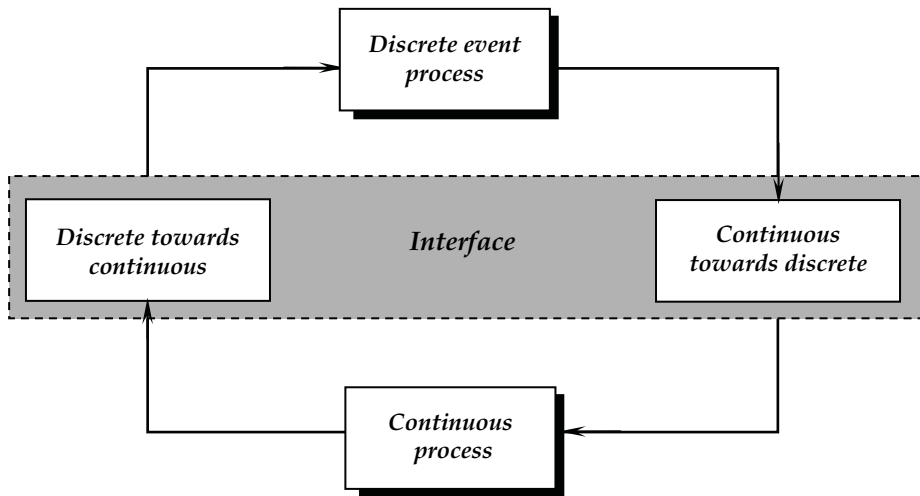 Discrete event
process
Discrete towards
continuous
Interface
Continuous
towards discrete
Continuous
process